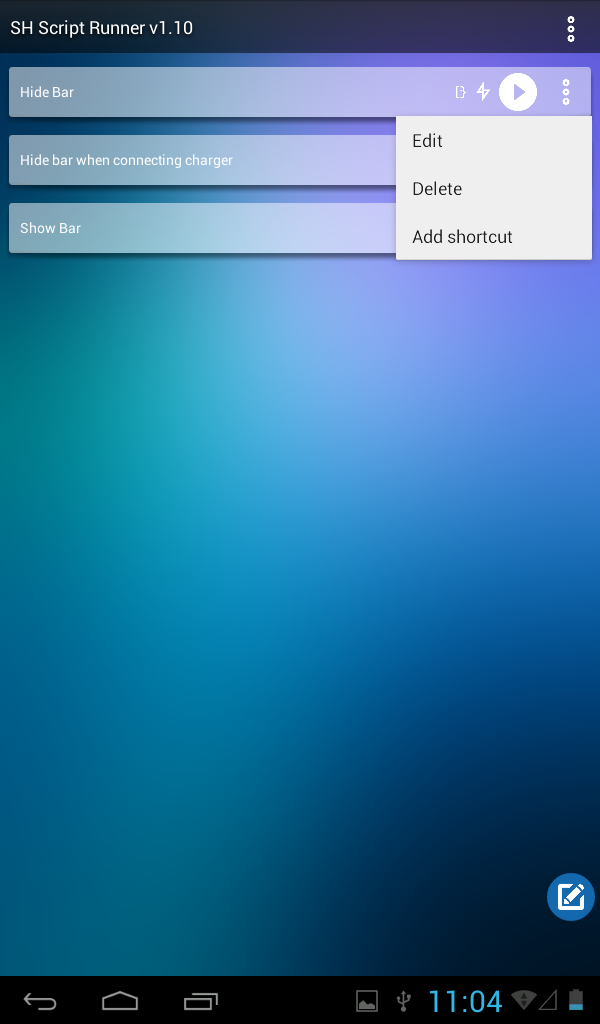 SH Script Runner v1.10
Hide Bar
Edit
Hide bar when connecting charger
Delete
Show Bar
Add shortcut
11:04